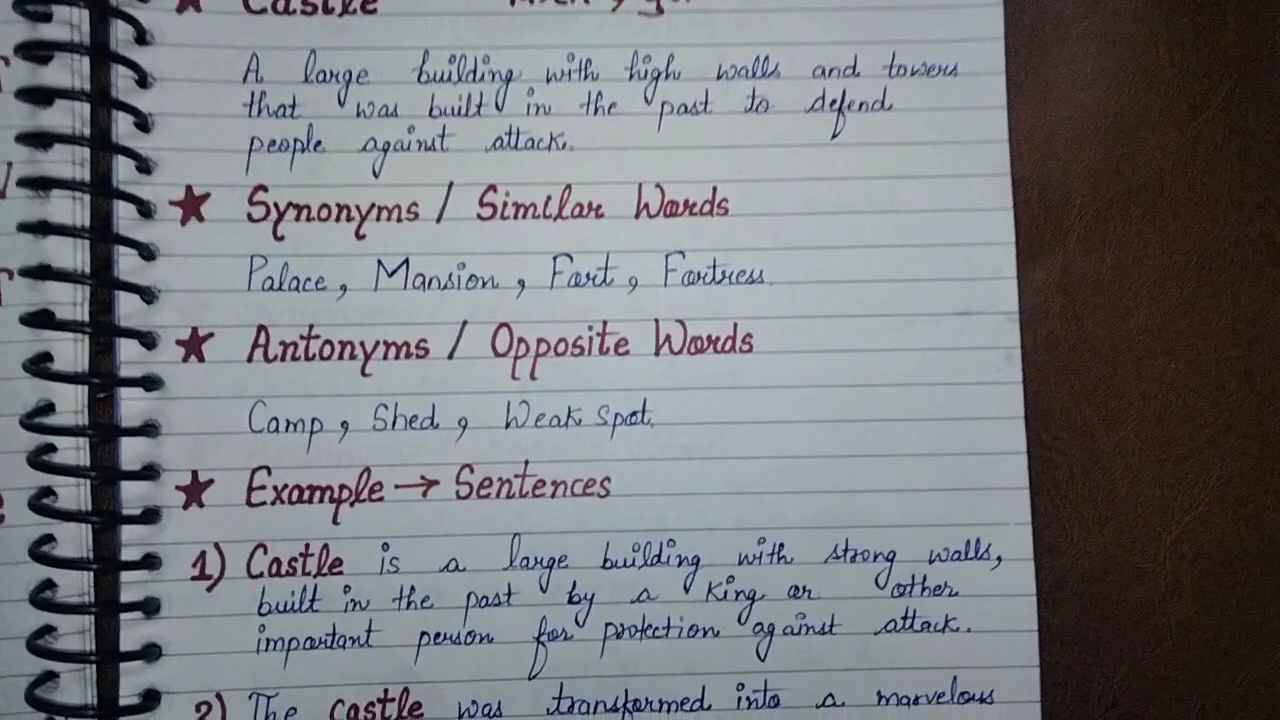 ★ Castle
A large building with high walls and towers
that was built in the past to defend
people against attack.
★ Synonyms / Similar Words
Palace, Mansion, Fort, Fortress.
★ Antonyms / Opposite Words
Camp, Shed, Weak spot.
★ Example → Sentences
1) Castle is a large building with strong walls,
built in the past by a King or other
important person for protection against attack.
2) The castle was transformed into a marvelous